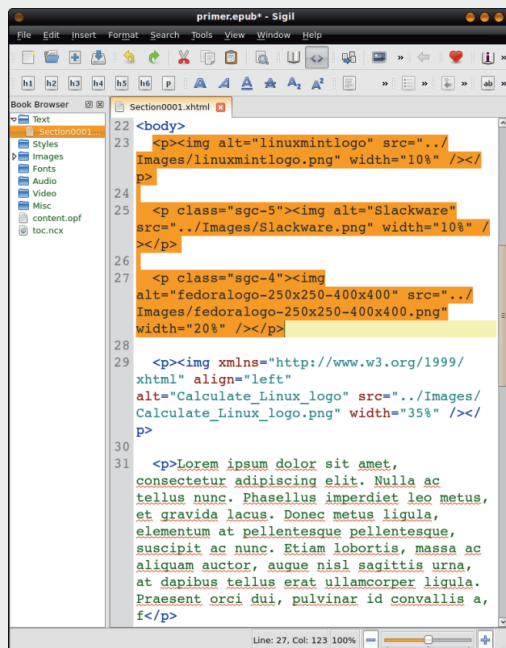 primer.epub* - Sigil
File Edit Insert Format Search Tools View Window Help
h1 h2 h3 h4 h5 h6 p A A A A A₂ A² ab
Book Browser
Section0001.xhtml
Text
Section0001...
Styles
Images
Fonts
Audio
Video
Misc
content.opf
toc.ncx
22 <body>
23 <p><img alt="linuxmintlogo" src="../
Images/linuxmintlogo.png" width="10%" /></
p>
24
25 <p class="sgc-5"><img alt="Slackware"
src="../Images/Slackware.png" width="10%" /
></p>
26
27 <p class="sgc-4"><img
alt="fedoralogo-250x250-400x400" src="../
Images/fedoralogo-250x250-400x400.png"
width="20%" /></p>
28
29 <p><img xmlns="http://www.w3.org/1999/
xhtml" align="left"
alt="Calculate_Linux_logo" src="../Images/
Calculate_Linux_logo.png" width="35%" /></
p>
30
31 <p>Lorem ipsum dolor sit amet,
consectetur adipiscing elit. Nulla ac
tellus nunc. Phasellus imperdiet leo metus,
et gravida lacus. Donec metus ligula,
elementum at pellentesque pellentesque,
suscipit ac nunc. Etiam lobortis, massa ac
aliquam auctor, augue nisl sagittis urna,
at dapibus tellus erat ullamcorper ligula.
Praesent orci dui, pulvinar id convallis a,
f</p>
Line: 27, Col: 123 100%